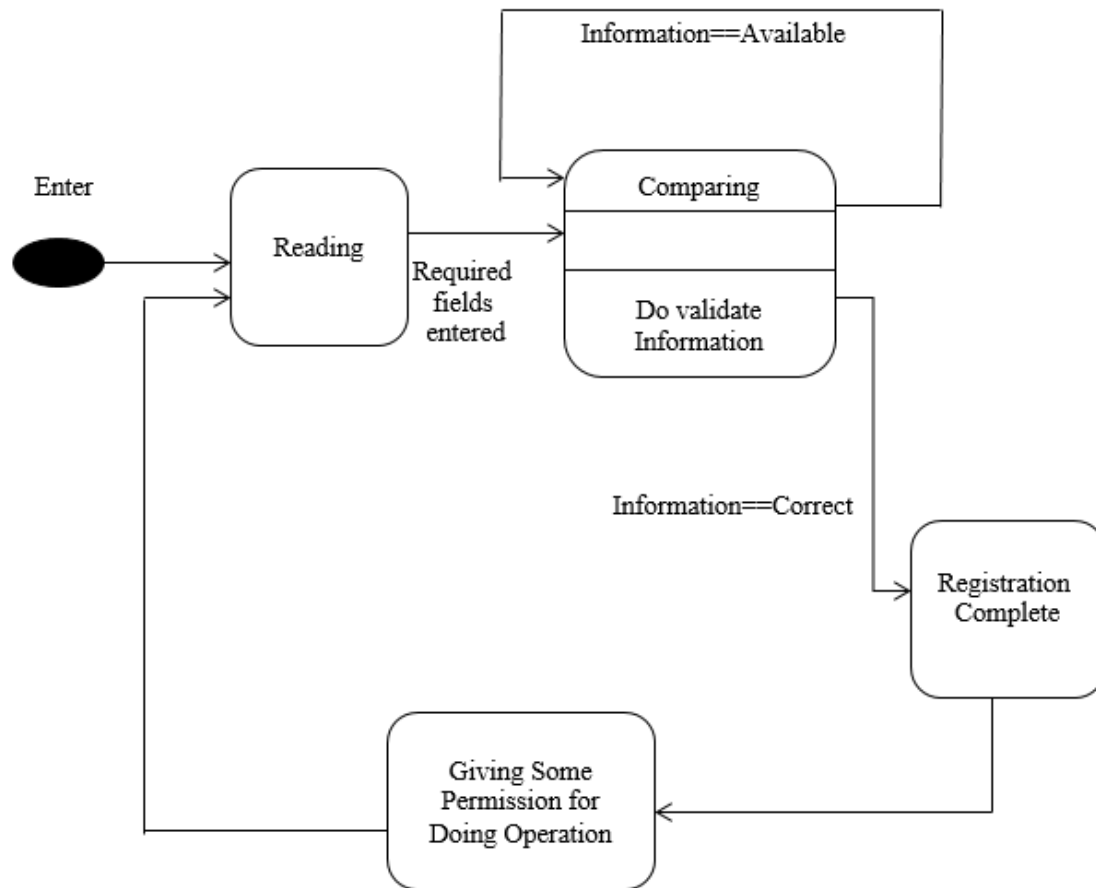 Information==Available
Enter
Comparing
Reading
Required
fields
entered
Do validate
Information
Information==Correct
Registration
Complete
Giving Some
Permission for
Doing Operation